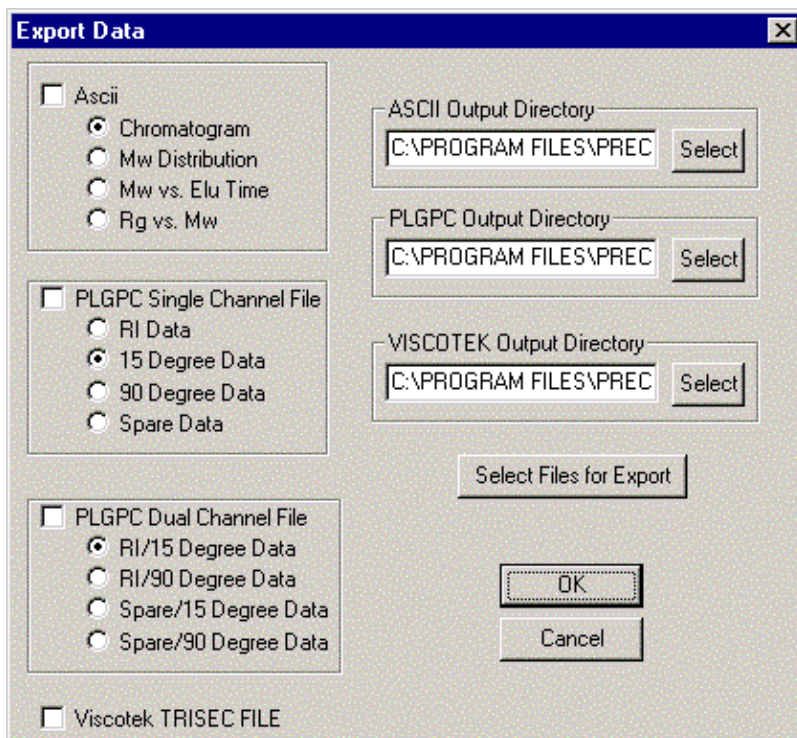 Export Data
Ascii
Chromatogram
Mw Distribution
Mw vs. Elu Time
Rg vs. Mw
PLGPC Single Channel File
RI Data
15 Degree Data
90 Degree Data
Spare Data
PLGPC Dual Channel File
RI/15 Degree Data
RI/90 Degree Data
Spare/15 Degree Data
Spare/90 Degree Data
Viscotek TRISEC FILE
ASCII Output Directory
C:\PROGRAM FILES\PREC
Select
PLGPC Output Directory
C:\PROGRAM FILES\PREC
Select
VISCOTEK Output Directory
C:\PROGRAM FILES\PREC
Select
Select Files for Export
OK
Cancel